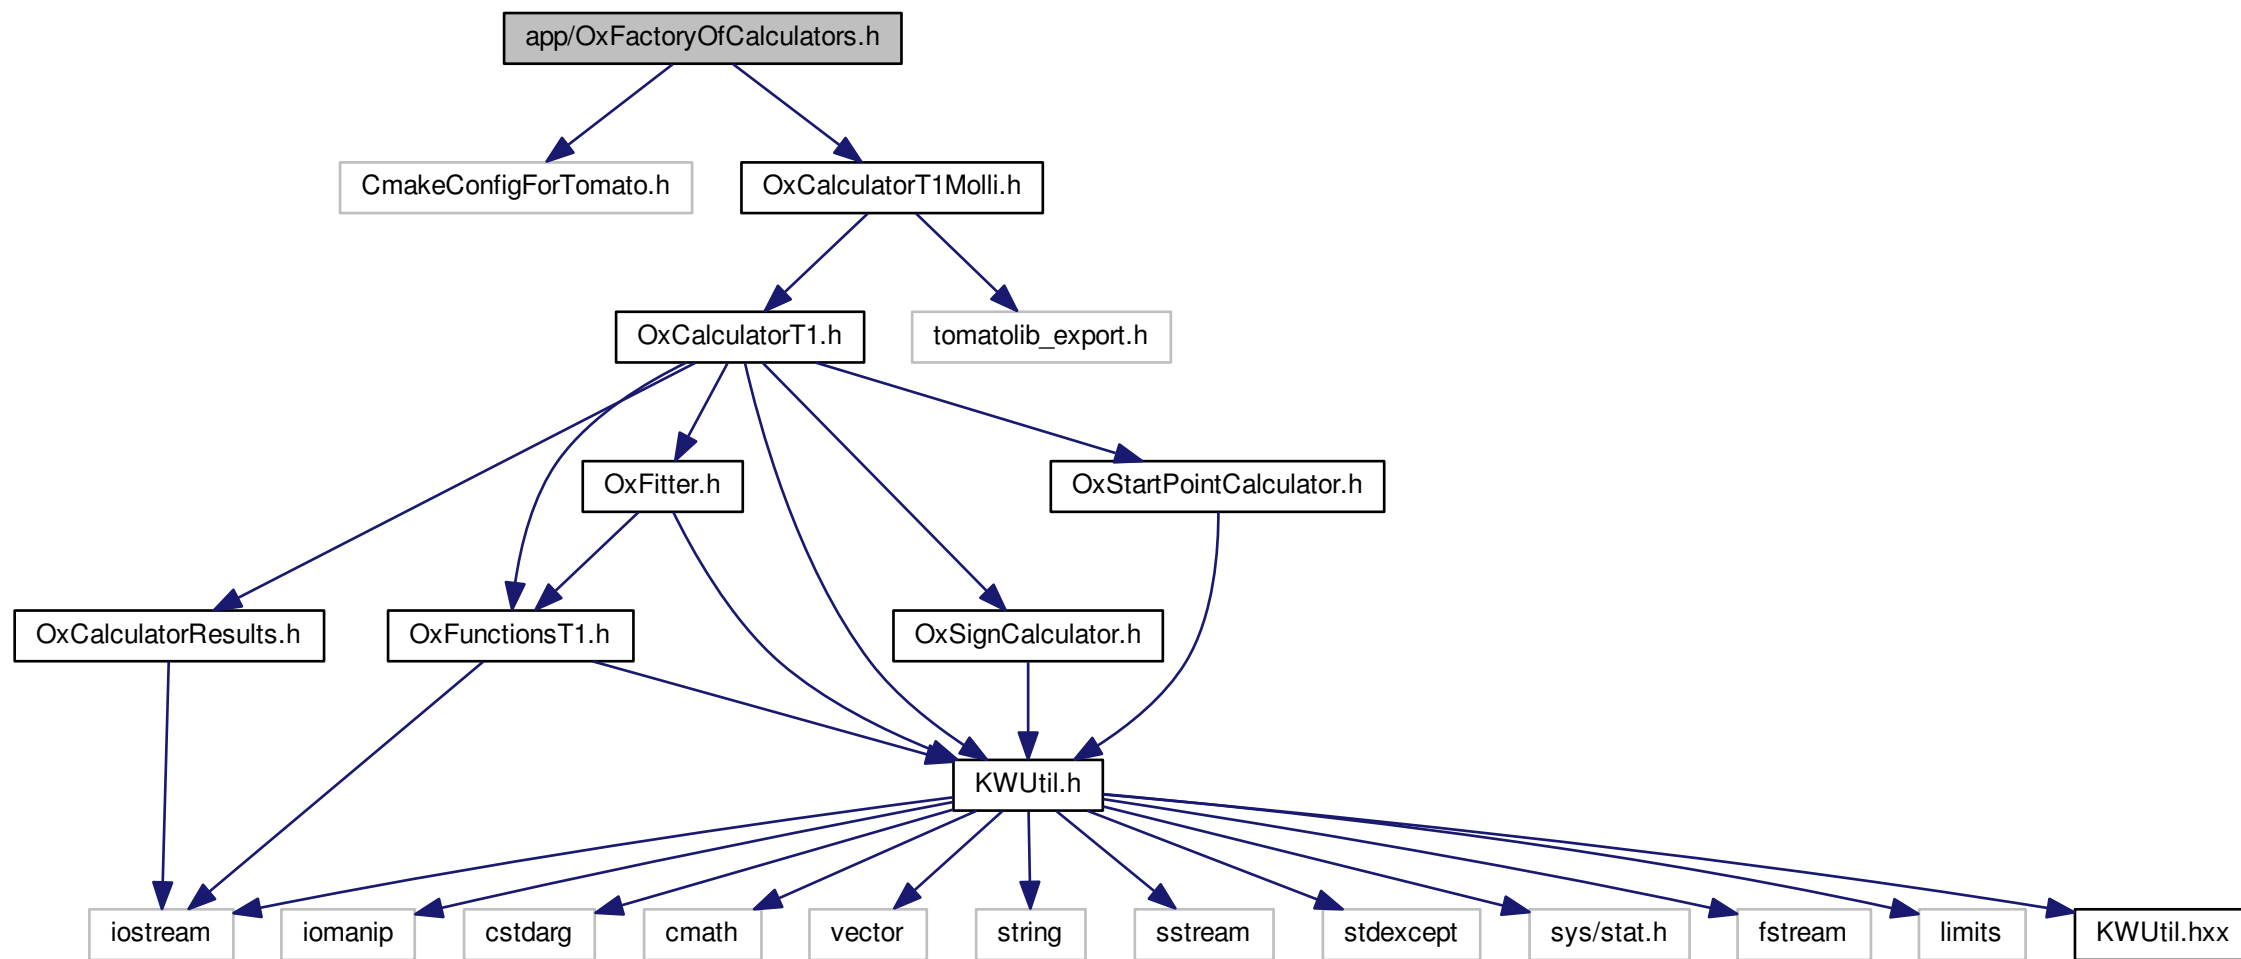 app/OxFactoryOfCalculators.h
CmakeConfigForTomato.h
OxCalculatorT1Molli.h
OxCalculatorT1.h
tomatolib_export.h
OxFitter.h
OxStartPointCalculator.h
OxCalculatorResults.h
OxFunctionsT1.h
OxSignCalculator.h
KWUtil.h
iostream
iomanip
cstdarg
cmath
vector
string
sstream
stdexcept
sys/stat.h
fstream
limits
KWUtil.hxx